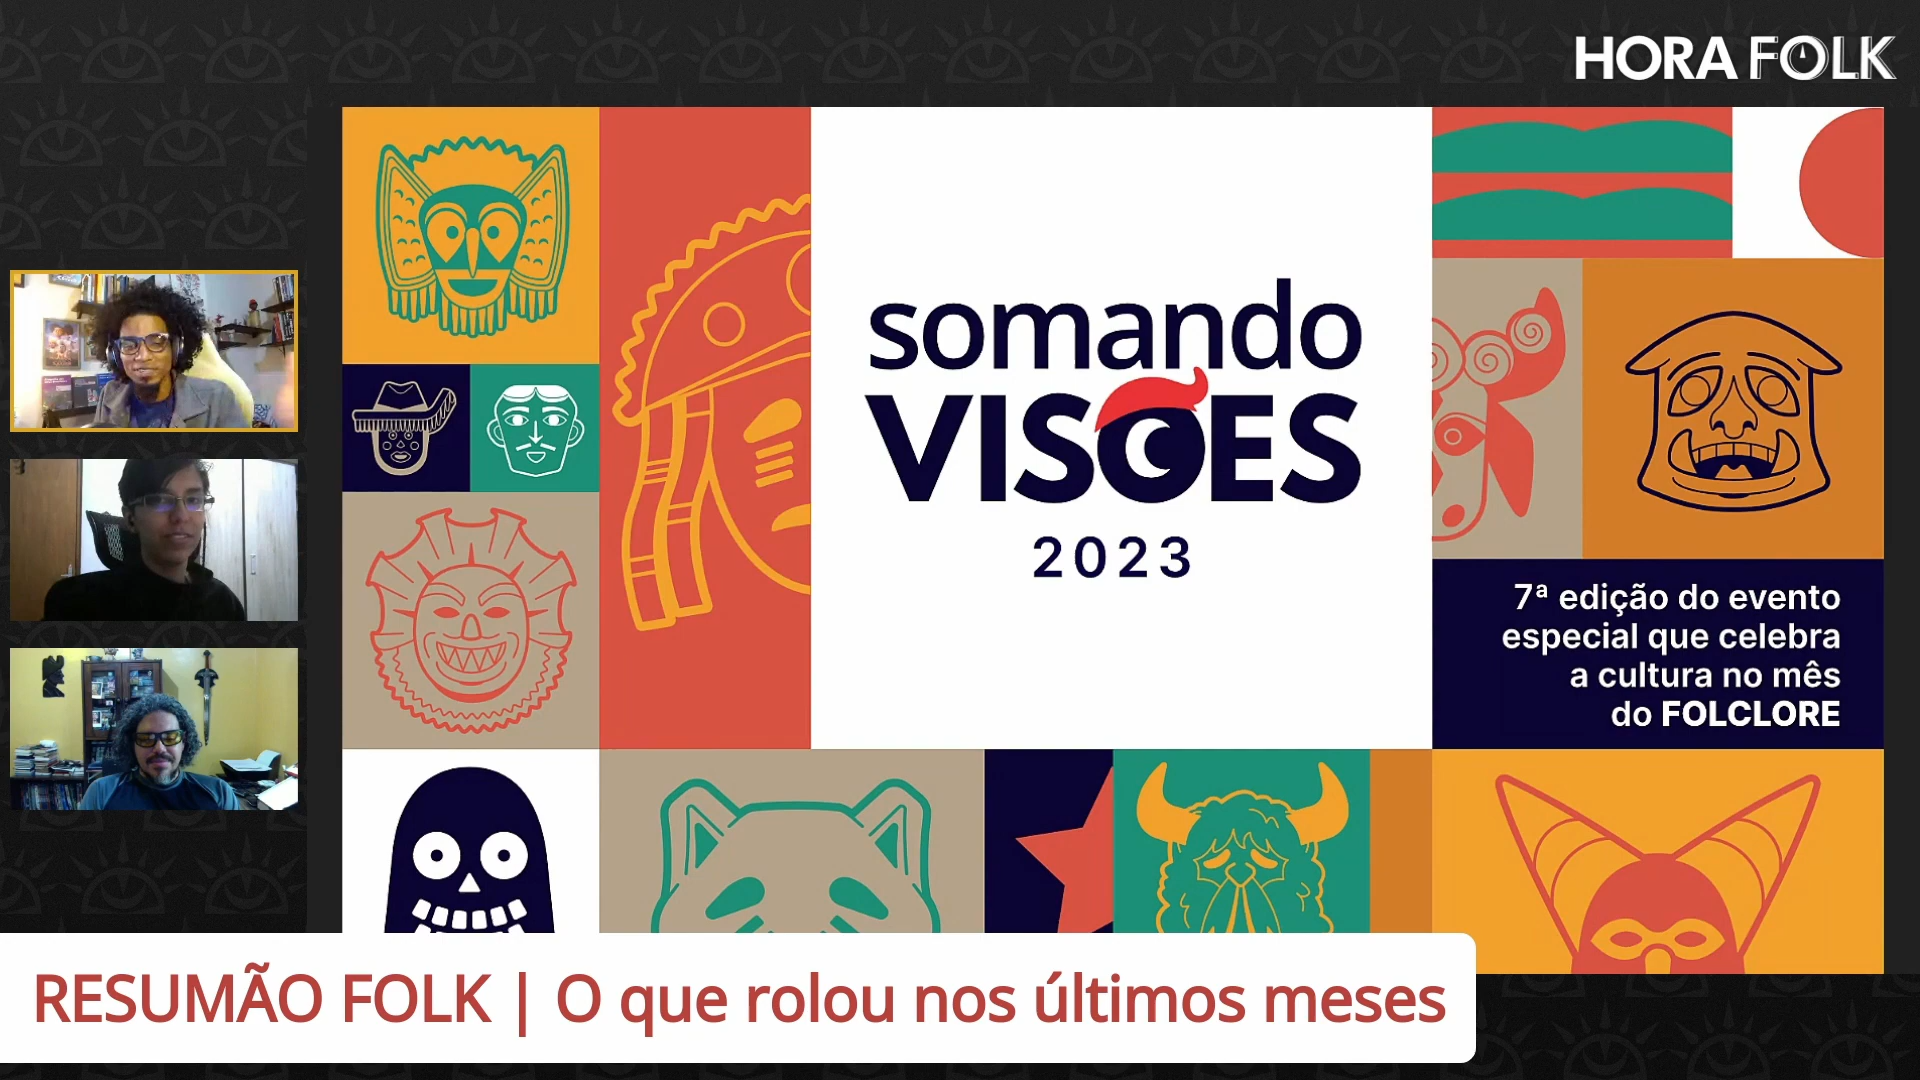 HORA FOLK
somando
VISÕES
2023
7ª edição do evento
especial que celebra
a cultura no mês
do FOLCLORE
RESUMÃO FOLK | O que rolou nos últimos meses